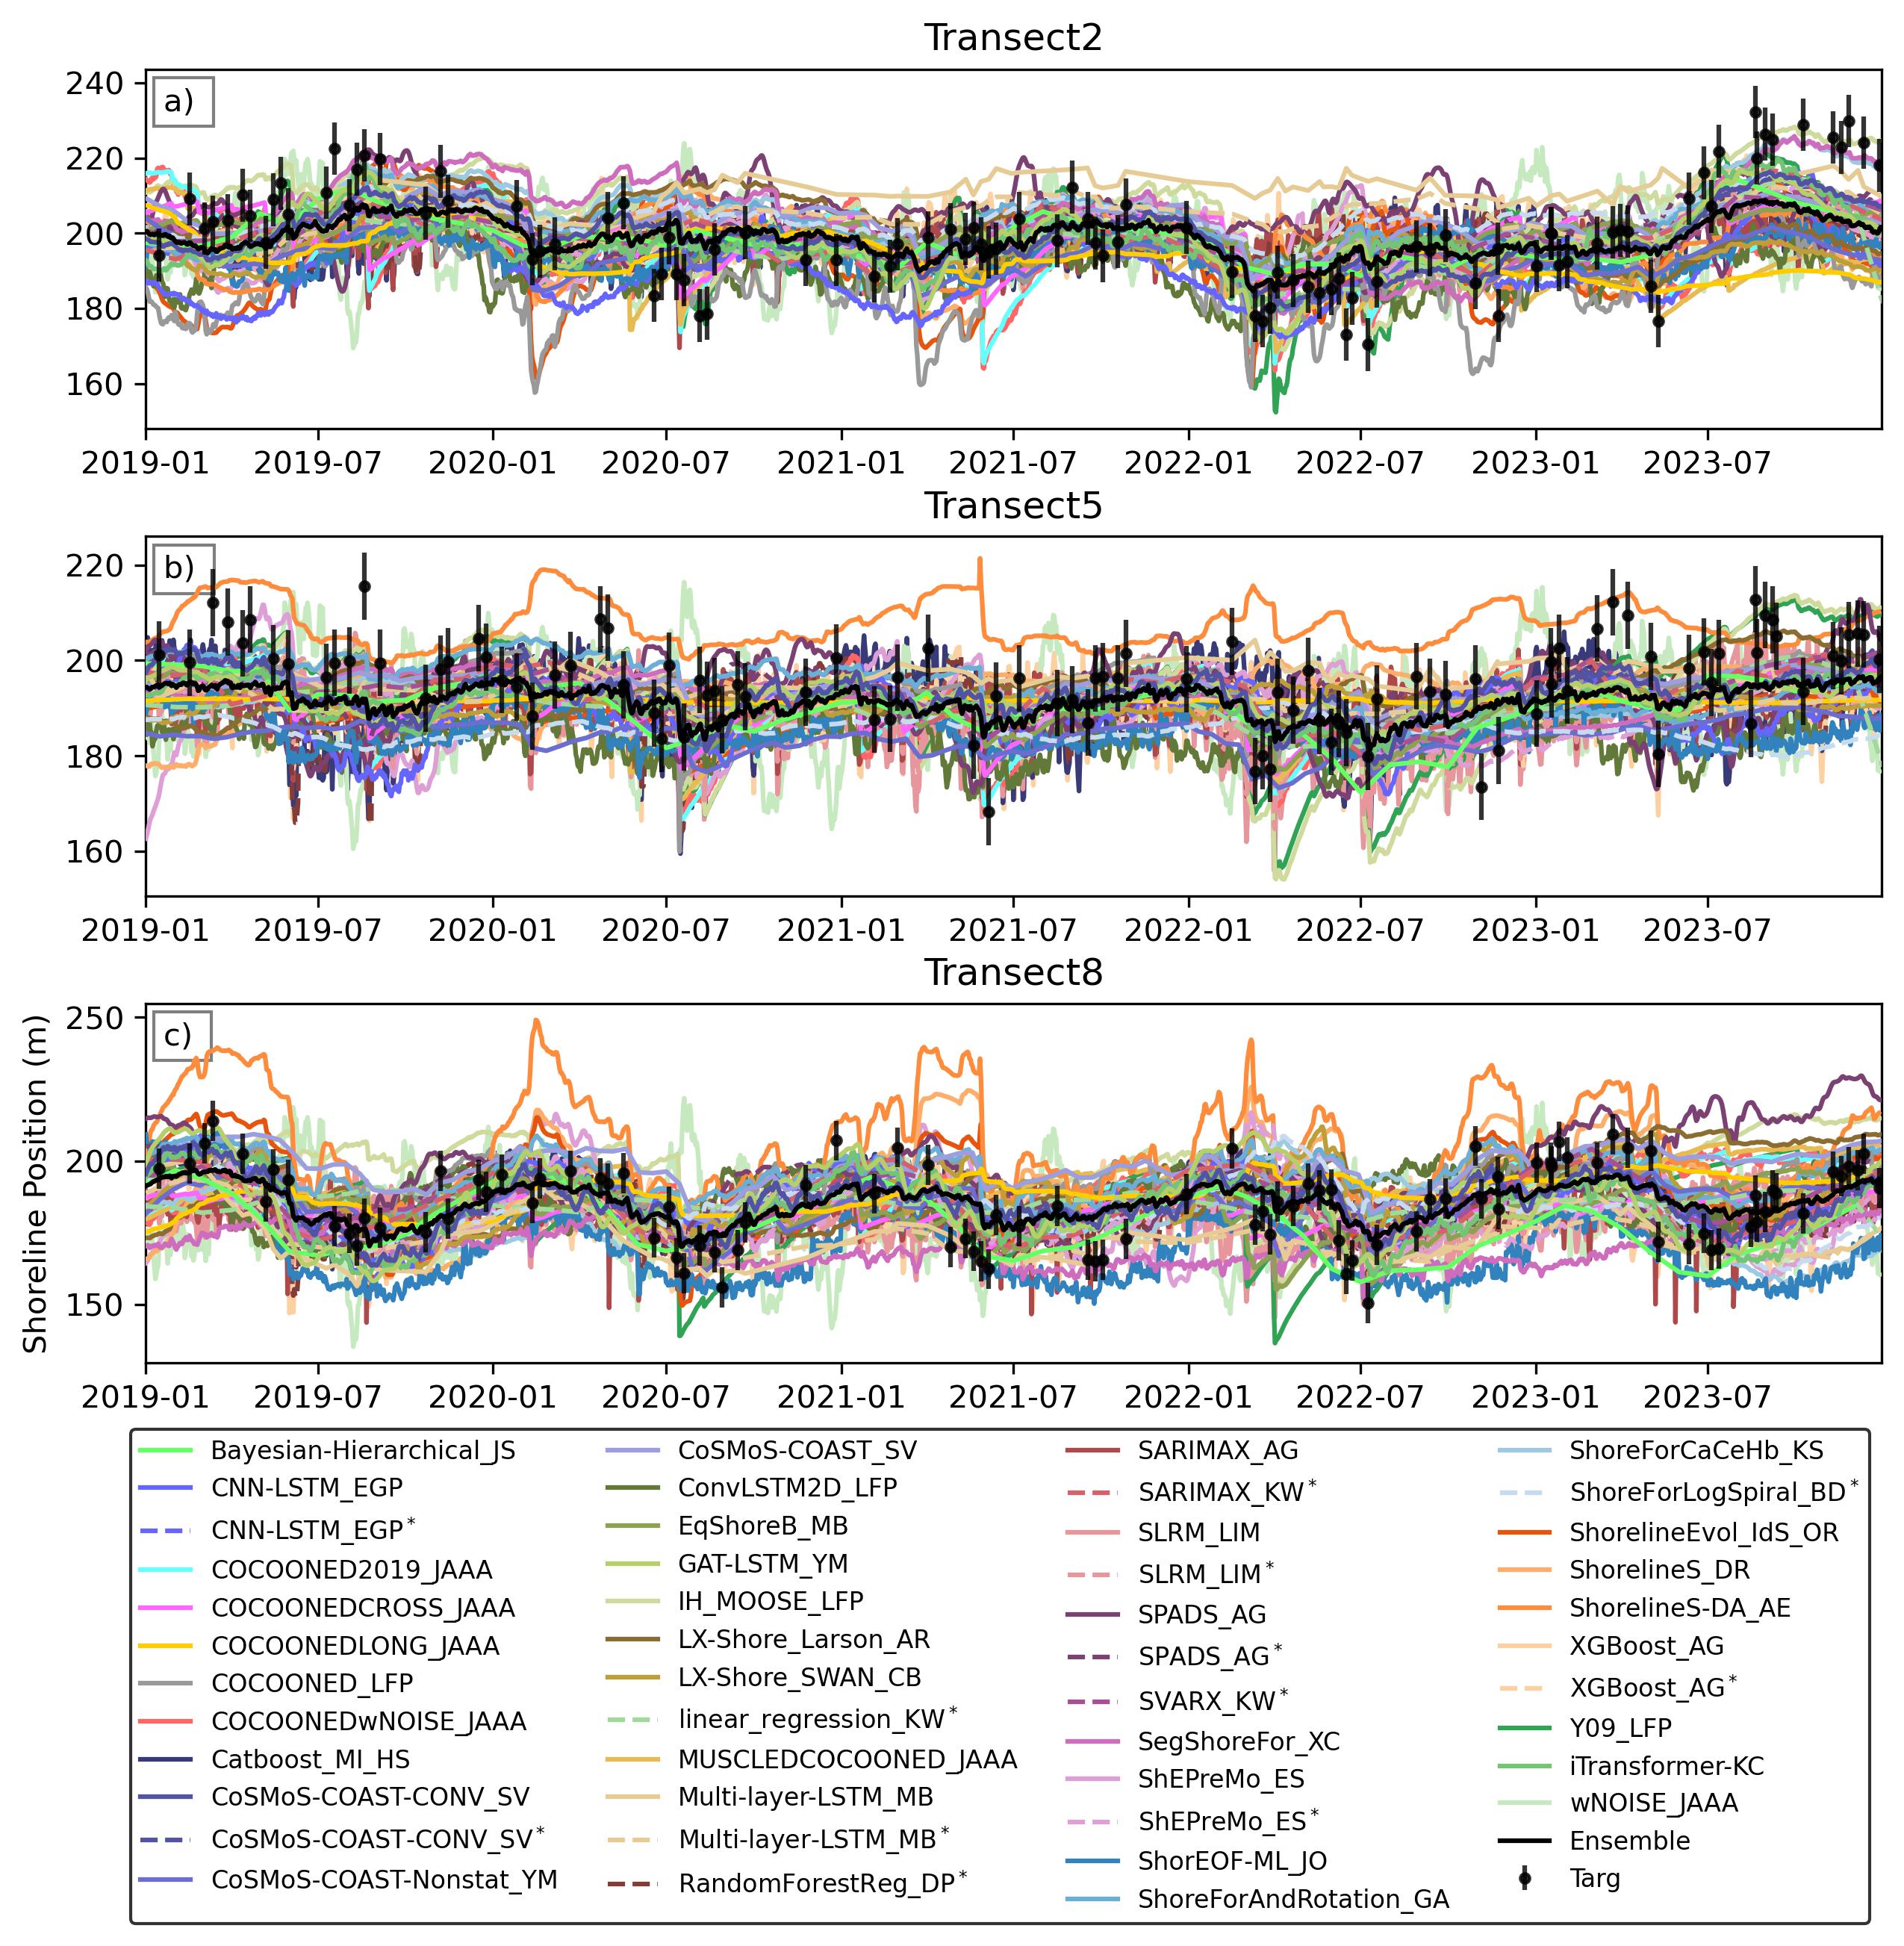 Transect2
240
220
200
180
160
a)
2019-01 2019-07 2020-01 2020-07 2021-01 2021-07 2022-01 2022-07 2023-01 2023-07
Transect5
220
200
180
160
b)
2019-01 2019-07 2020-01 2020-07 2021-01 2021-07 2022-01 2022-07 2023-01 2023-07
Transect8
Shoreline Position (m)
250
200
150
c)
2019-01 2019-07 2020-01 2020-07 2021-01 2021-07 2022-01 2022-07 2023-01 2023-07
Bayesian-Hierarchical_JS
CNN-LSTM_EGP
CNN-LSTM_EGP*
COCOONED2019_JAAA
COCOONEDCROSS_JAAA
COCOONEDLONG_JAAA
COCOONED_LFP
COCOONEDwNOISE_JAAA
Catboost_MI_HS
CoSMoS-COAST-CONV_SV
CoSMoS-COAST-CONV_SV*
CoSMoS-COAST-Nonstat_YM
CoSMoS-COAST_SV
ConvLSTM2D_LFP
EqShoreB_MB
GAT-LSTM_YM
IH_MOOSE_LFP
LX-Shore_Larson_AR
LX-Shore_SWAN_CB
linear_regression_KW*
MUSCLEDCOCOONED_JAAA
Multi-layer-LSTM_MB
Multi-layer-LSTM_MB*
RandomForestReg_DP*
SARIMAX_AG
SARIMAX_KW*
SLRM_LIM
SLRM_LIM*
SPADS_AG
SPADS_AG*
SVARX_KW*
SegShoreFor_XC
ShEPreMo_ES
ShEPreMo_ES*
ShorEOF-ML_JO
ShoreForAndRotation_GA
ShoreForCaCeHb_KS
ShoreForLogSpiral_BD*
ShorelineEvol_IdS_OR
ShorelineS_DR
ShorelineS-DA_AE
XGBoost_AG
XGBoost_AG*
Y09_LFP
iTransformer-KC
wNOISE_JAAA
Ensemble
Targ